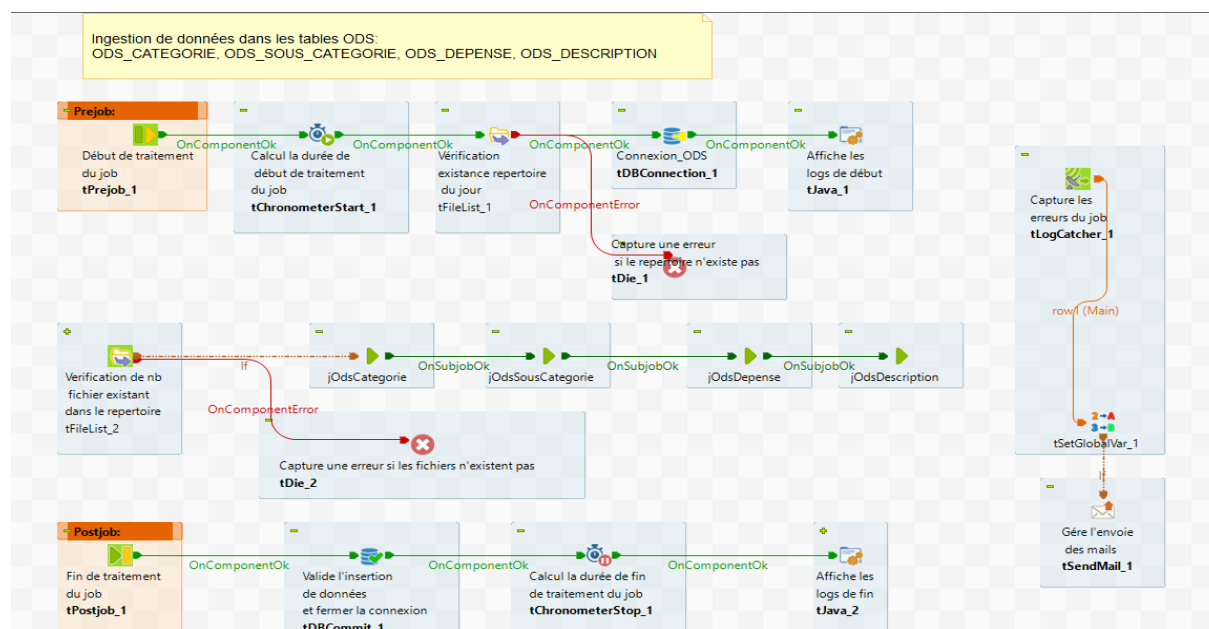 Ingestion de données dans les tables ODS:
ODS_CATEGORIE, ODS_SOUS_CATEGORIE, ODS_DEPENSE, ODS_DESCRIPTION
Prejob:
Début de traitement
du job
tPrejob_1
OnComponentOk
Calcul la durée de
début de traitement
du job
tChronometerStart_1
OnComponentOk
Vérification
existance repertoire
du jour
tFileList_1
OnComponentOk
OnComponentError
Connexion_ODS
tDBConnection_1
OnComponentOk
Affiche les
logs de début
tJava_1
Capture une erreur
si le repertoire n'existe pas
tDie_1
Capture les
erreurs du job
tLogCatcher_1
row1 (Main)
2 A
3 B
tSetGlobalVar_1
If
Gére l'envoie
des mails
tSendMail_1
Verification de nb
fichier existant
dans le repertoire
tFileList_2
If
OnComponentError
jOdsCategorie
OnSubjobOk
jOdsSousCategorie
OnSubjobOk
jOdsDepense
OnSubjobOk
jOdsDescription
Capture une erreur si les fichiers n'existent pas
tDie_2
Postjob:
Fin de traitement
du job
tPostjob_1
OnComponentOk
Valide l'insertion
de données
et fermer la connexion
tDBCommit_1
OnComponentOk
Calcul la durée de fin
de traitement du job
tChronometerStop_1
OnComponentOk
Affiche les
logs de fin
tJava_2